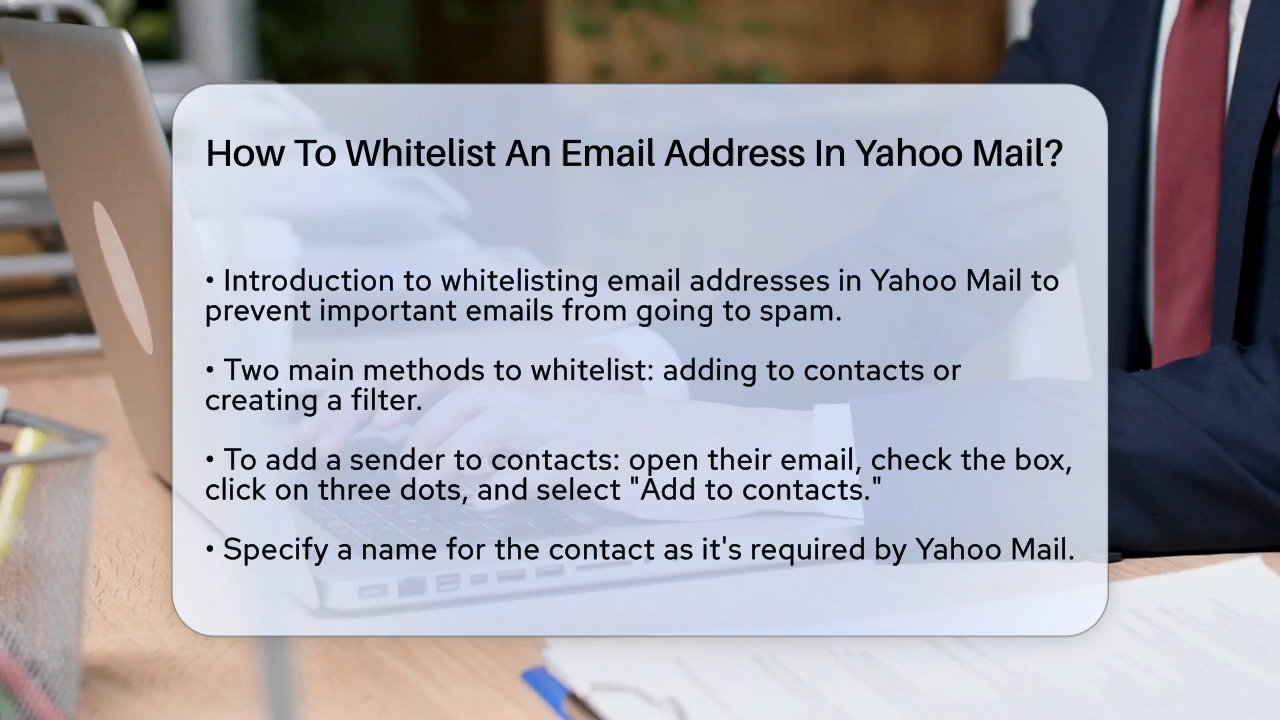 How To Whitelist An Email Address In Yahoo Mail?
• Introduction to whitelisting email addresses in Yahoo Mail to
prevent important emails from going to spam.
• Two main methods to whitelist: adding to contacts or
creating a filter.
• To add a sender to contacts: open their email, check the box,
click on three dots, and select "Add to contacts."
• Specify a name for the contact as it's required by Yahoo Mail.